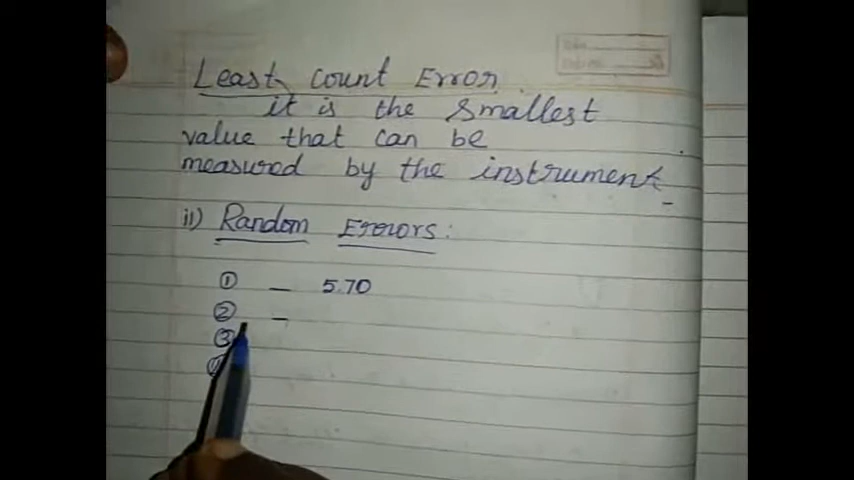 Least count Error
it is the smallest
value that can be
measured by the instrument
ii) Random Errors:
① — 5.70
② —
③